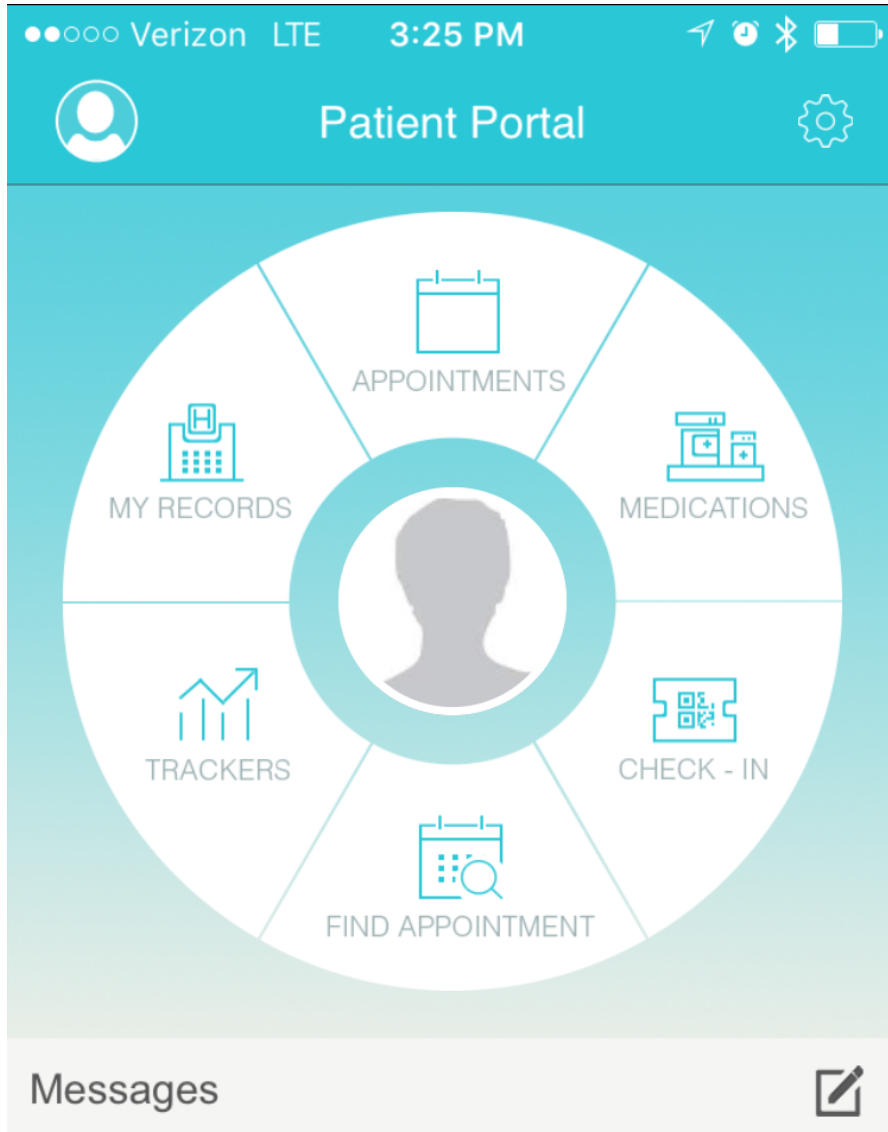 Verizon LTE 3:25 PM
Patient Portal
APPOINTMENTS
H
MY RECORDS
MEDICATIONS
TRACKERS
CHECK - IN
FIND APPOINTMENT
Messages